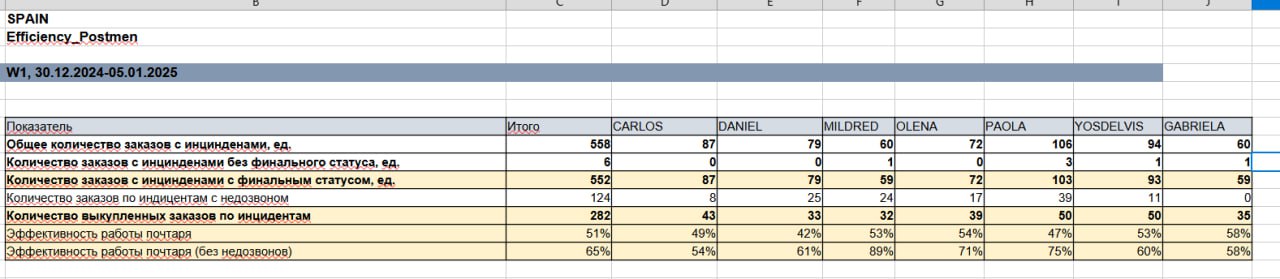 B C D E F G H I J
SPAIN
Efficiency_Postmen
W1, 30.12.2024-05.01.2025
Показатель Итого CARLOS DANIEL MILDRED OLENA PAOLA YOSDELVIS GABRIELA
Общее количество заказов с инцинденами, ед. 558 87 79 60 72 106 94 60
Количество заказов с инцинденами без финального статуса, ед. 6 0 0 1 0 3 1 1
Количество заказов с инцинденами с финальным статусом, ед. 552 87 79 59 72 103 93 59
Количество заказов по индицентам с недозвоном 124 8 25 24 17 39 11 0
Количество выкупленных заказов по инцидентам 282 43 33 32 39 50 50 35
Эффективность работы почтаря 51% 49% 42% 53% 54% 47% 53% 58%
Эффективность работы почтаря (без недозвонов) 65% 54% 61% 89% 71% 75% 60% 58%